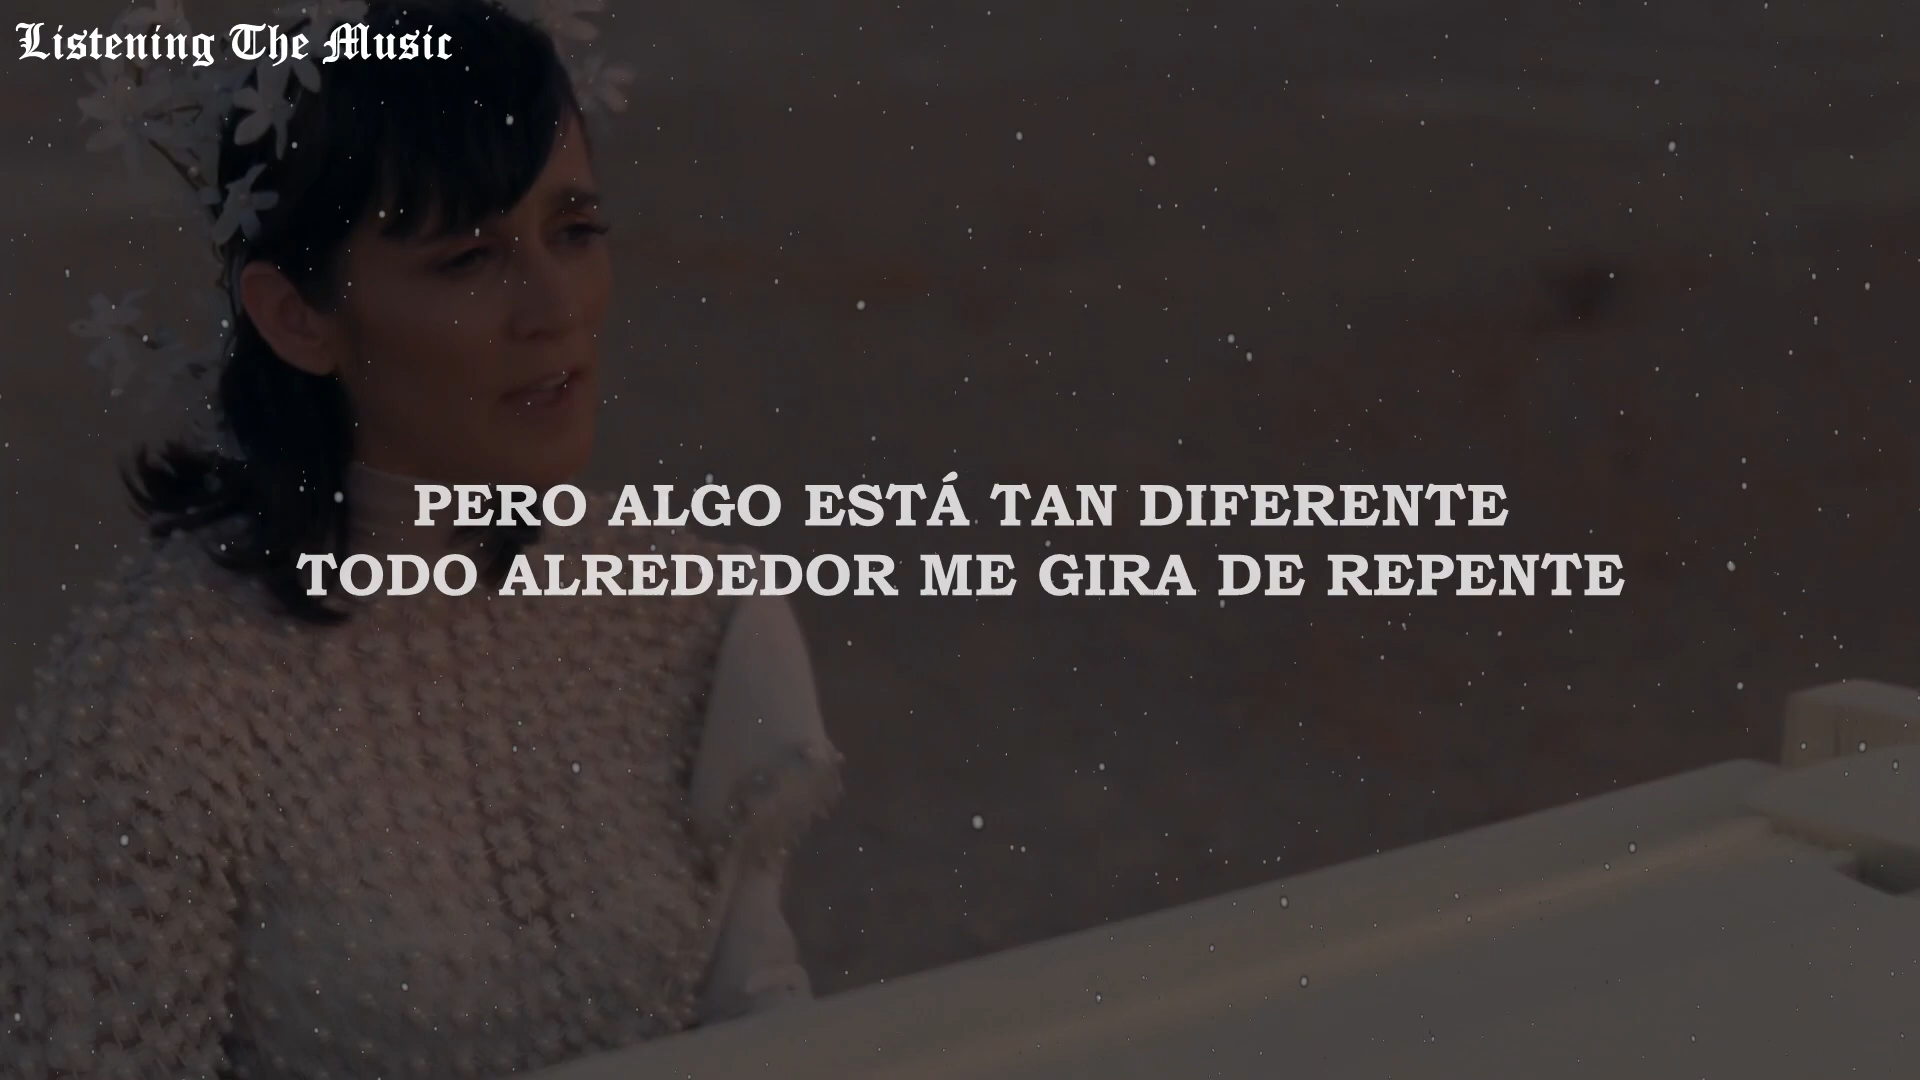 Listening The Music
PERO ALGO ESTÁ TAN DIFERENTE
TODO ALREDEDOR ME GIRA DE REPENTE